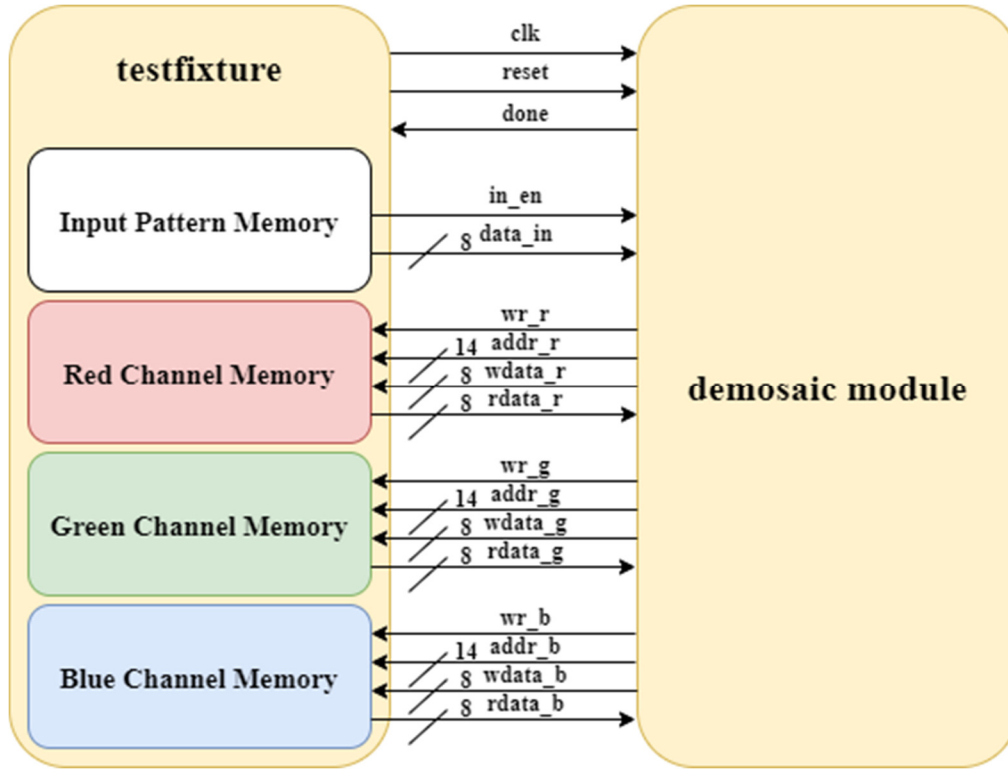 testfixture
clk
reset
done
Input Pattern Memory
in_en
8 data_in
Red Channel Memory
wr_r
14 addr_r
8 wdata_r
8 rdata_r
Green Channel Memory
wr_g
14 addr_g
8 wdata_g
8 rdata_g
Blue Channel Memory
wr_b
14 addr_b
8 wdata_b
8 rdata_b
demosaic module